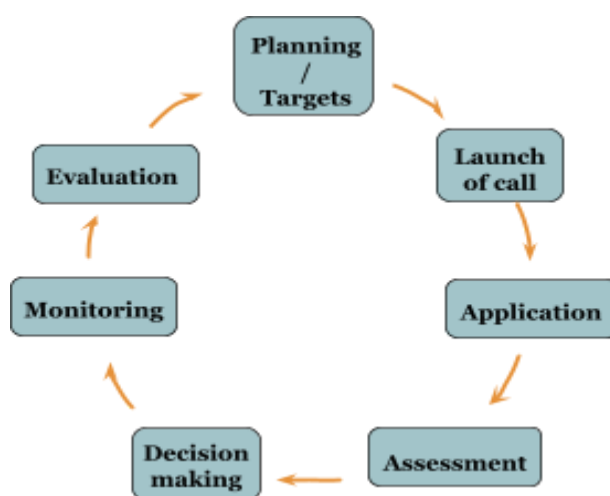 Planning
/
Targets
Launch
of call
Application
Assessment
Decision
making
Monitoring
Evaluation